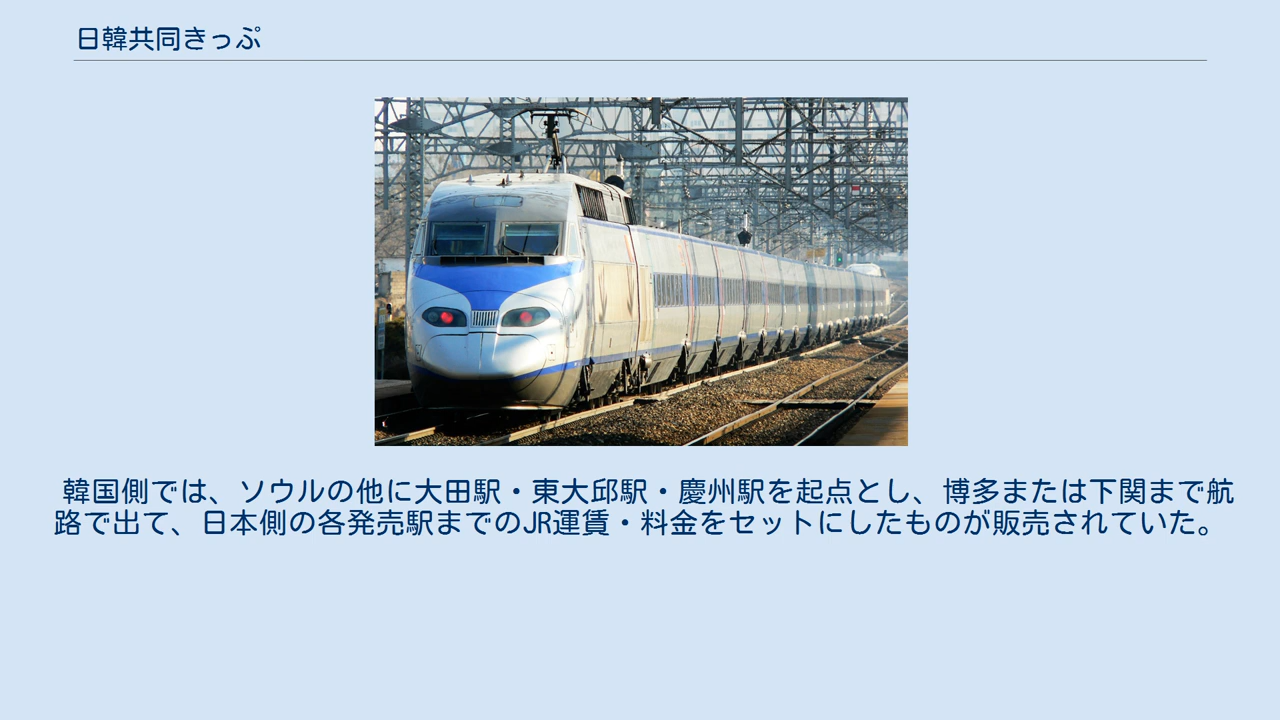 日韓共同きっぷ
韓国側では、ソウルの他に大田駅・東大邱駅・慶州駅を起点とし、博多または下関まで航
路で出て、日本側の各発売駅までのJR運賃・料金をセットにしたものが販売されていた。